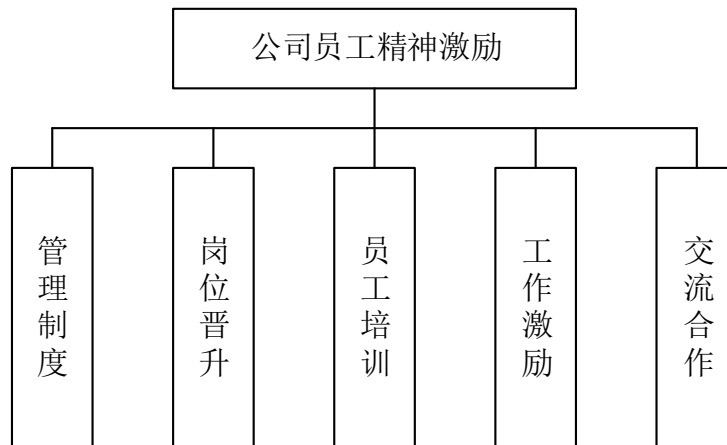 公司员工精神激励
管理制度
岗位晋升
员工培训
工作激励
交流合作